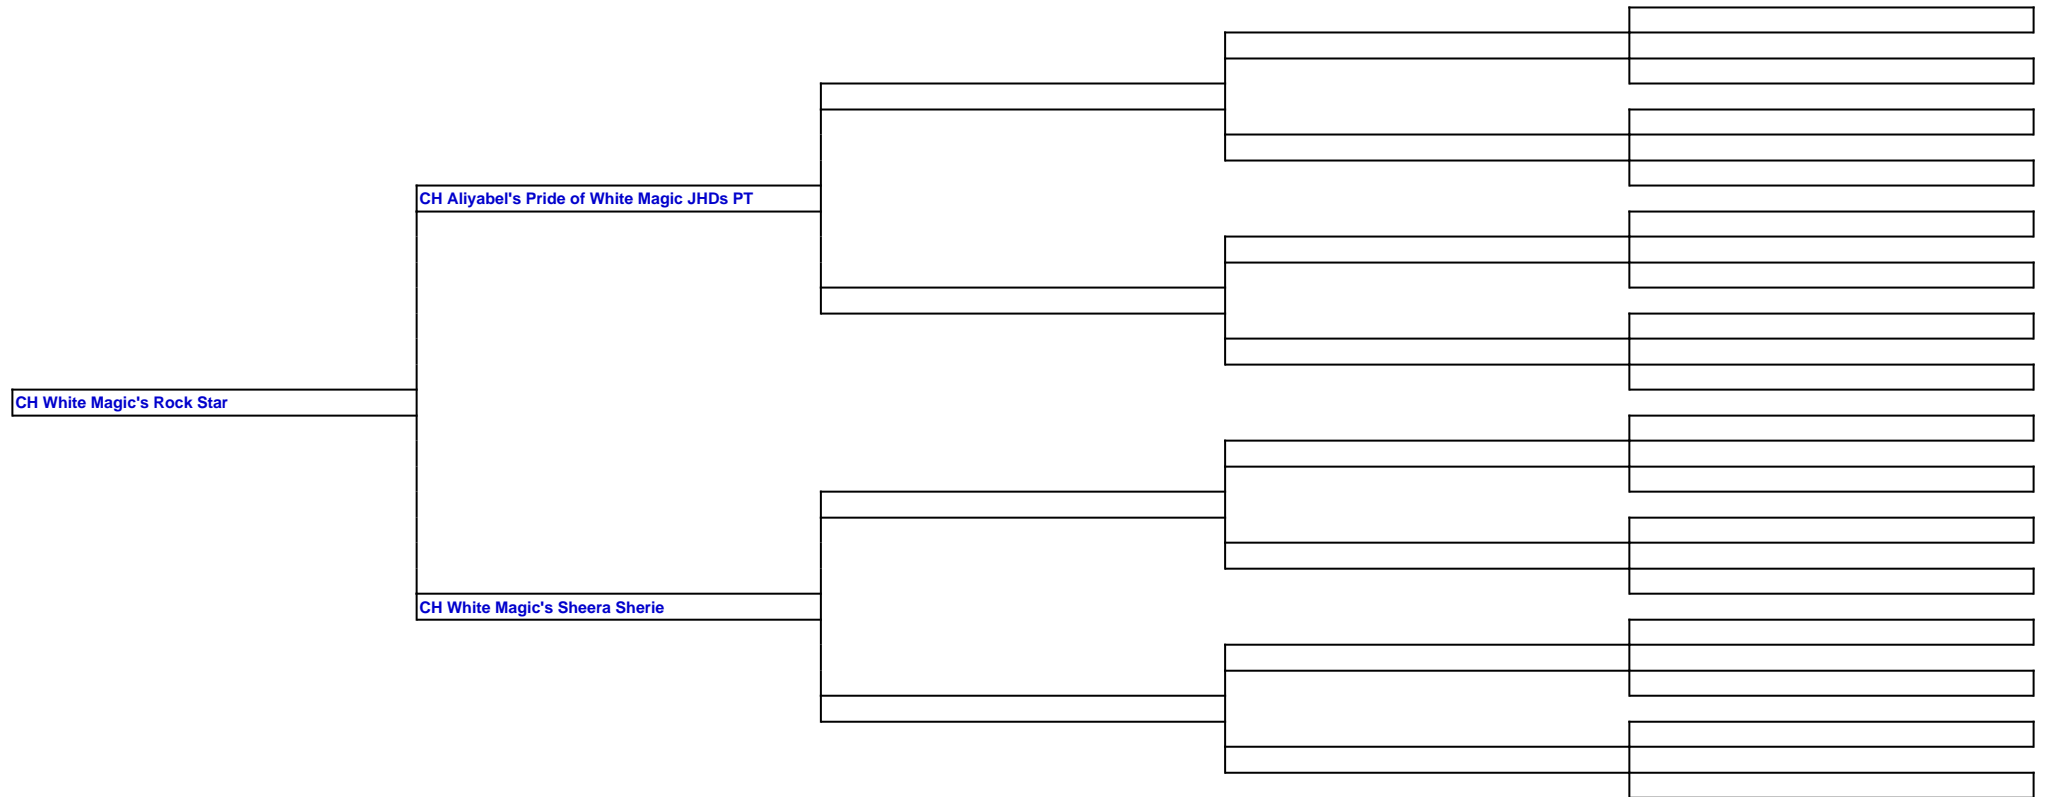 CH Aliyabel's Pride of White Magic JHDs PT
CH White Magic's Rock Star
CH White Magic's Sheera Sherie